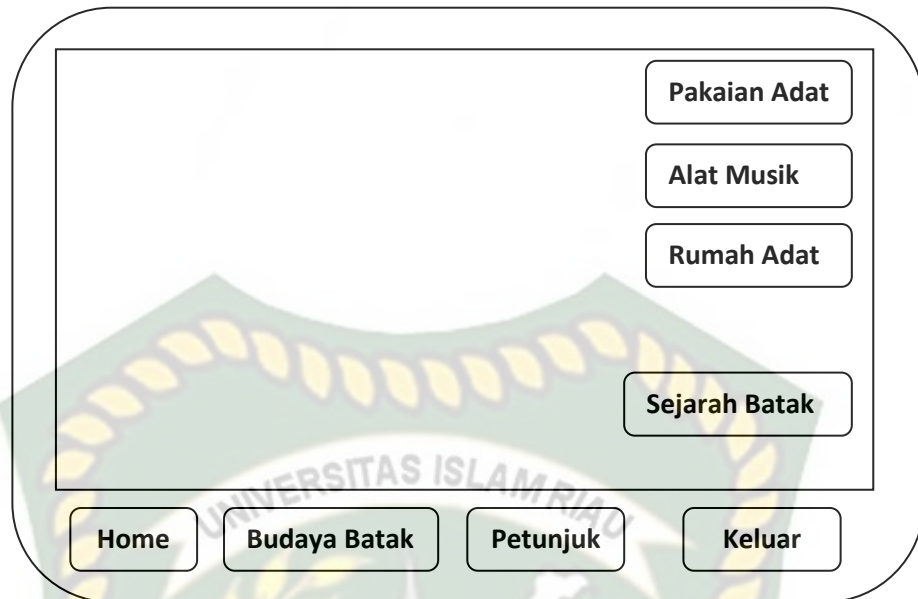 Pakaian Adat
Alat Musik
Rumah Adat
Sejarah Batak
UNIVERSITAS ISLAM RIAU
Home
Budaya Batak
Petunjuk
Keluar